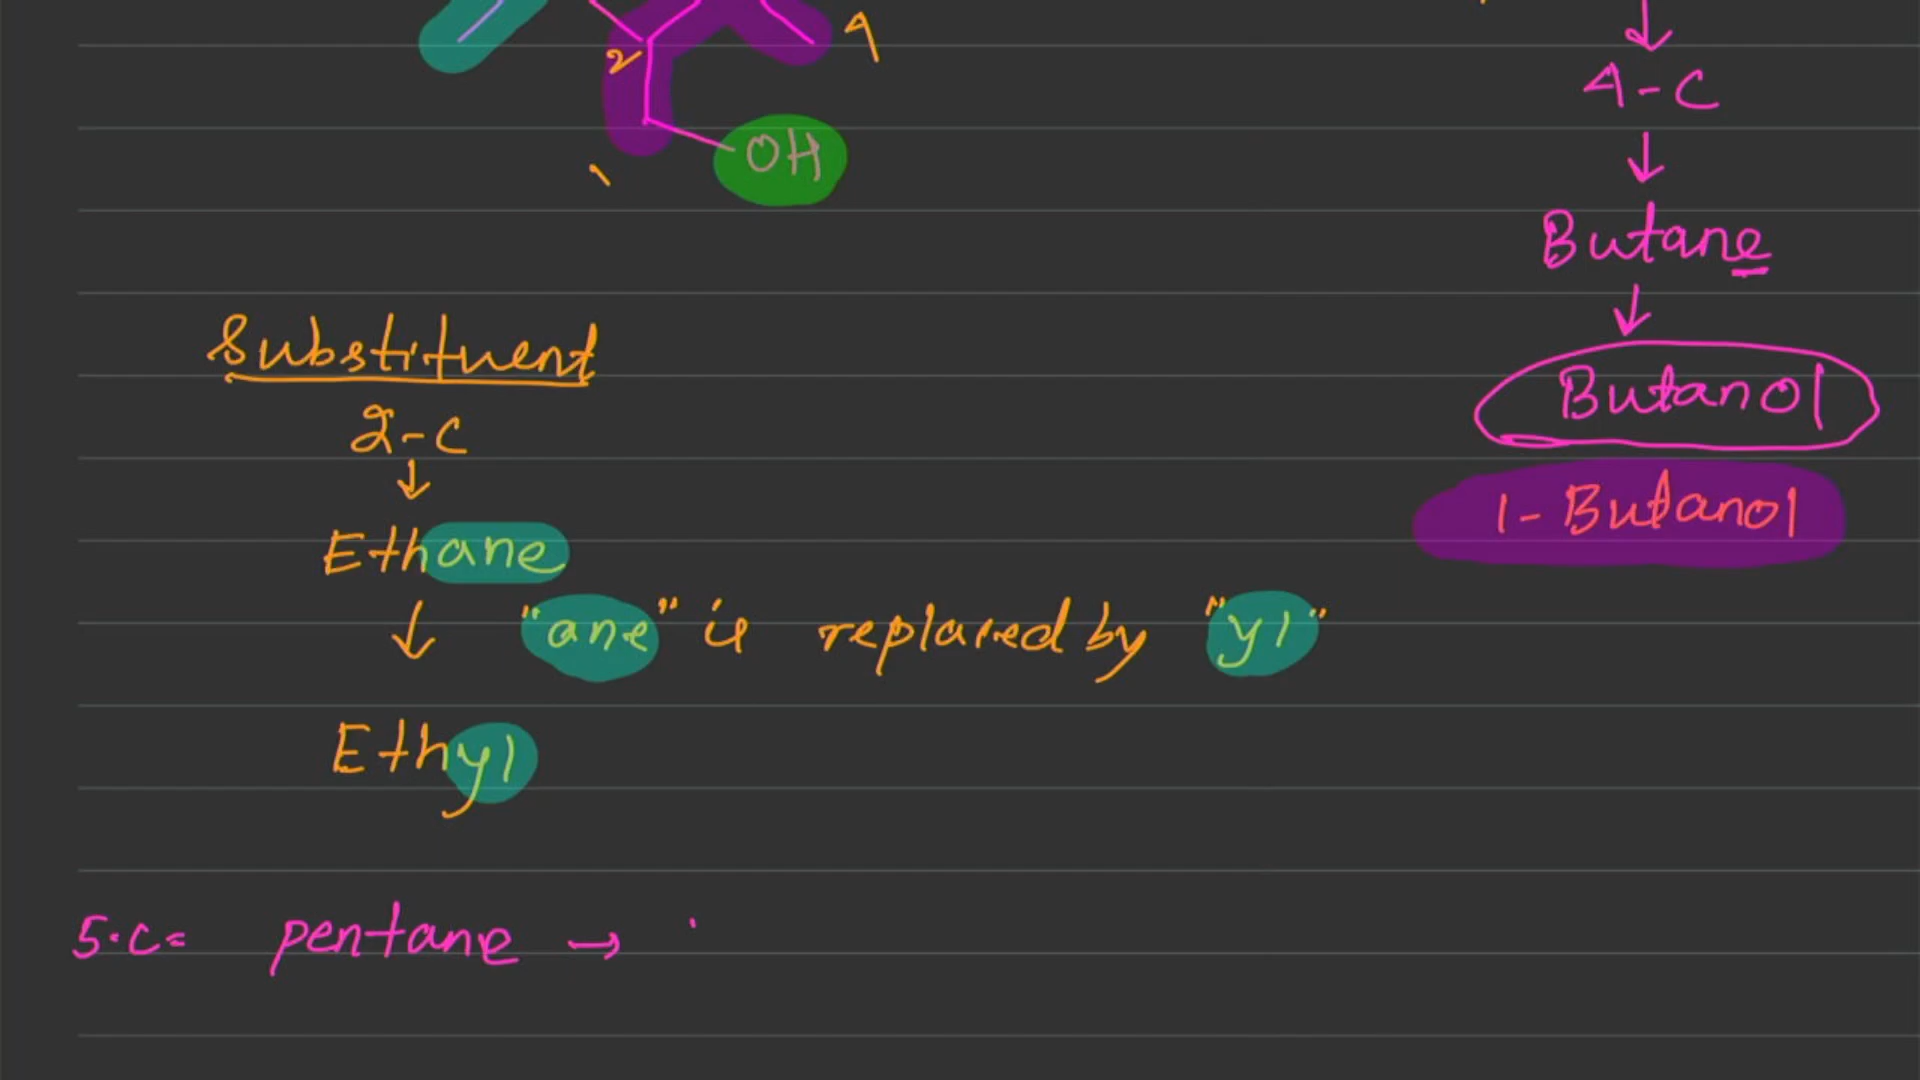 4
2
4-C
OH
1
Butane
Substituent
Butanol
2-C
1-Butanol
Ethane
"ane" is replaced by "yl"
Ethyl
5.C= pentane →